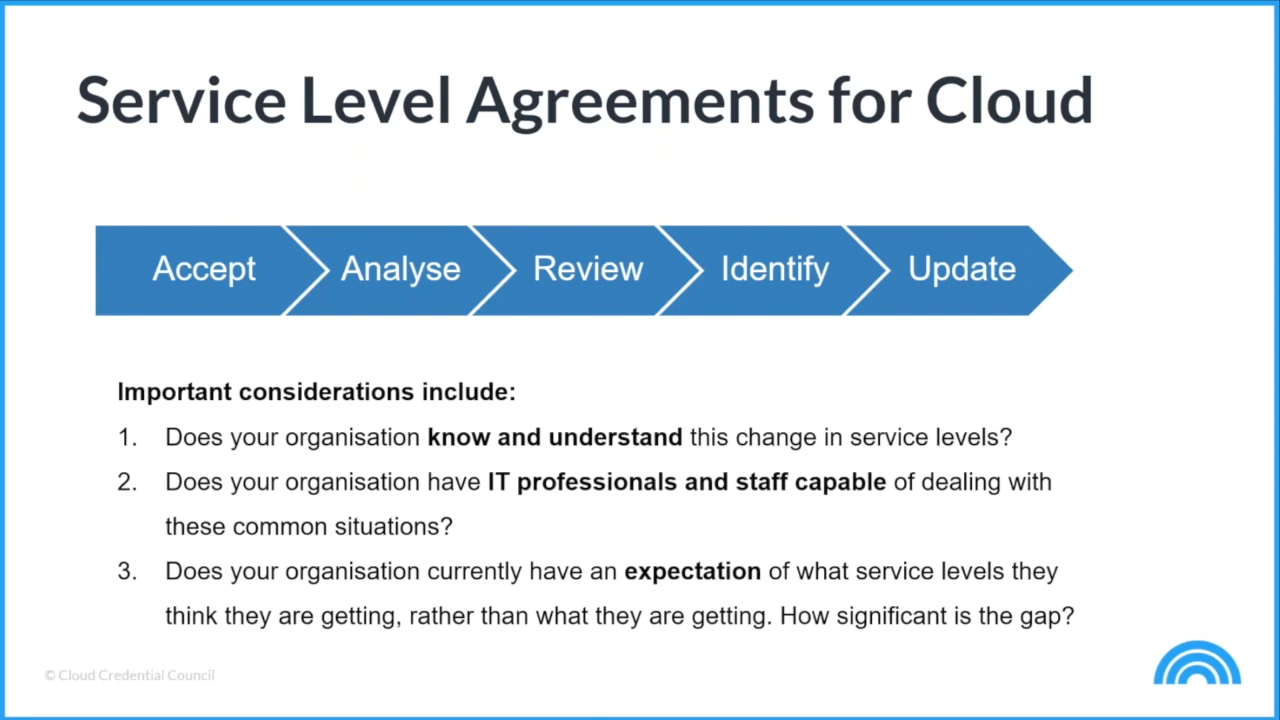 Service Level Agreements for Cloud
Accept Analyse Review Identify Update
Important considerations include:
1. Does your organisation know and understand this change in service levels?
2. Does your organisation have IT professionals and staff capable of dealing with
these common situations?
3. Does your organisation currently have an expectation of what service levels they
think they are getting, rather than what they are getting. How significant is the gap?
© Cloud Credential Council